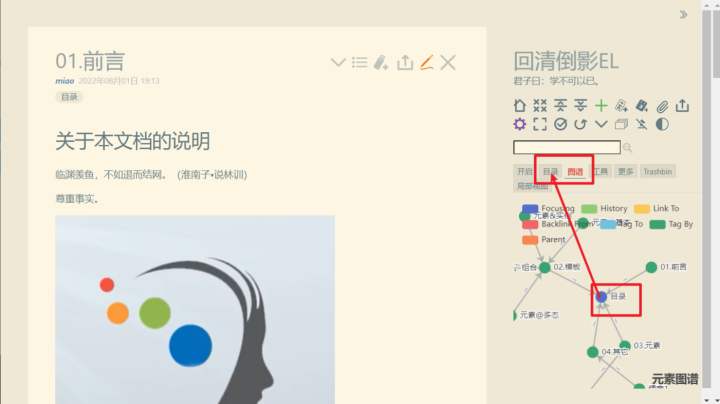 01.前言
miao 2022年08月01日 19:13
目录
关于本文档的说明
临渊羡鱼，不如退而结网。（淮南子•说林训）
尊重事实。
回清倒影EL
君子曰：学不可以已。
开启 目录 图谱 工具 更多 Trashbin
局部视图
Focusing History Link To
Backlink From Tag To Tag By
Parent
02.模板
01.前言
目录
元素@多态
04.其它
03.元素
元素图谱